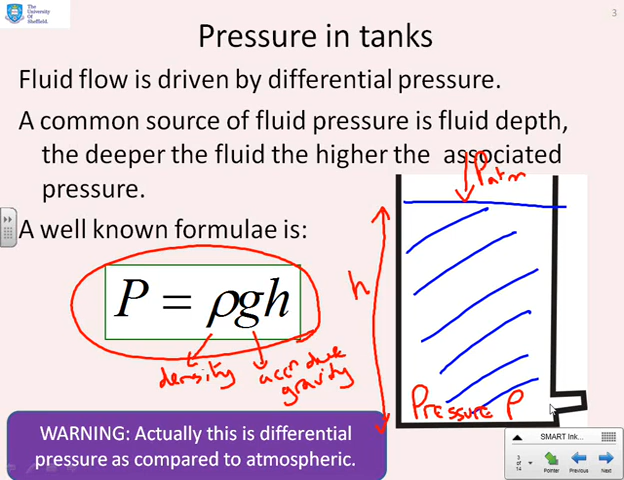 The
University
Of
Sheffield.
3
Pressure in tanks
Fluid flow is driven by differential pressure.
A common source of fluid pressure is fluid depth,
the deeper the fluid the higher the associated
pressure.
Patm
A well known formulae is:
P = ρgh
h
density
accn due
gravity
Pressure P
WARNING: Actually this is differential
pressure as compared to atmospheric.
SMART Ink...
3
of
14
Pointer Previous Next